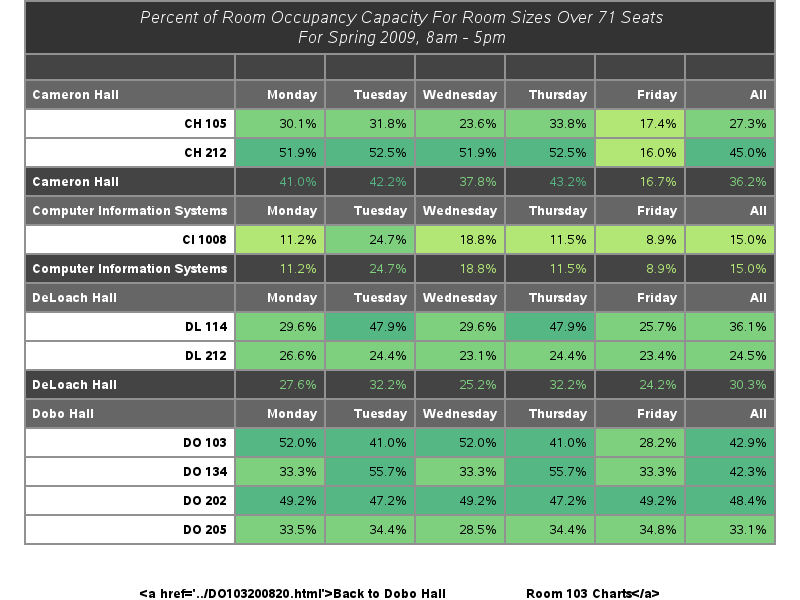 Percent of Room Occupancy Capacity For Room Sizes Over 71 Seats
For Spring 2009, 8am - 5pm
Cameron Hall Monday Tuesday Wednesday Thursday Friday All
CH 105 30.1% 31.8% 23.6% 33.8% 17.4% 27.3%
CH 212 51.9% 52.5% 51.9% 52.5% 16.0% 45.0%
Cameron Hall 41.0% 42.2% 37.8% 43.2% 16.7% 36.2%
Computer Information Systems Monday Tuesday Wednesday Thursday Friday All
CI 1008 11.2% 24.7% 18.8% 11.5% 8.9% 15.0%
Computer Information Systems 11.2% 24.7% 18.8% 11.5% 8.9% 15.0%
DeLoach Hall Monday Tuesday Wednesday Thursday Friday All
DL 114 29.6% 47.9% 29.6% 47.9% 25.7% 36.1%
DL 212 26.6% 24.4% 23.1% 24.4% 23.4% 24.5%
DeLoach Hall 27.6% 32.2% 25.2% 32.2% 24.2% 30.3%
Dobo Hall Monday Tuesday Wednesday Thursday Friday All
DO 103 52.0% 41.0% 52.0% 41.0% 28.2% 42.9%
DO 134 33.3% 55.7% 33.3% 55.7% 33.3% 42.3%
DO 202 49.2% 47.2% 49.2% 47.2% 49.2% 48.4%
DO 205 33.5% 34.4% 28.5% 34.4% 34.8% 33.1%
<a href='../DO103200820.html'>Back to Dobo Hall Room 103 Charts</a>